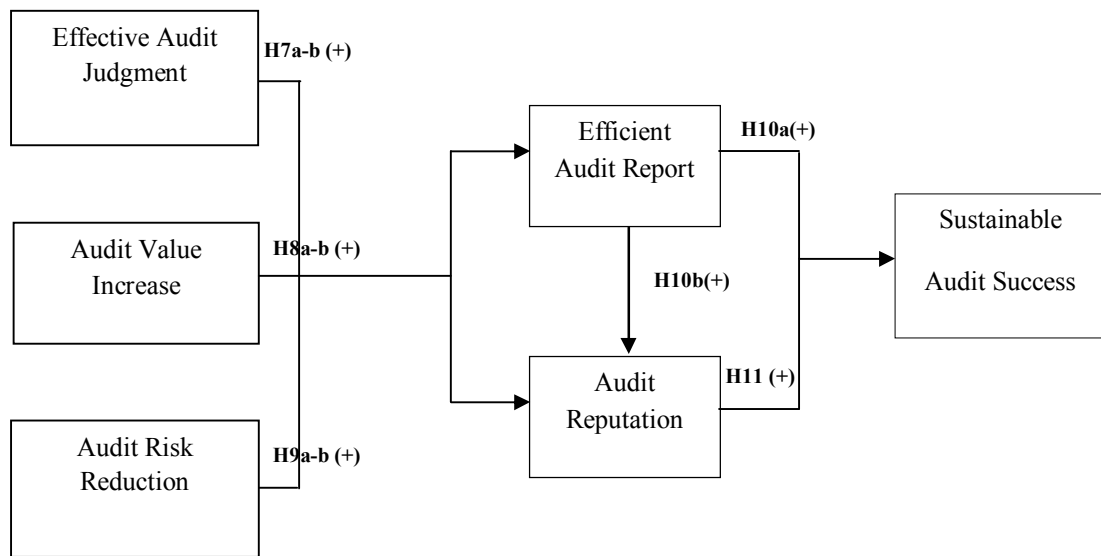 Effective Audit
Judgment
H7a-b (+)
Audit Value
Increase
H8a-b (+)
Audit Risk
Reduction
H9a-b (+)
Efficient
Audit Report
H10a(+)
H10b(+)
Audit
Reputation
H11 (+)
Sustainable
Audit Success